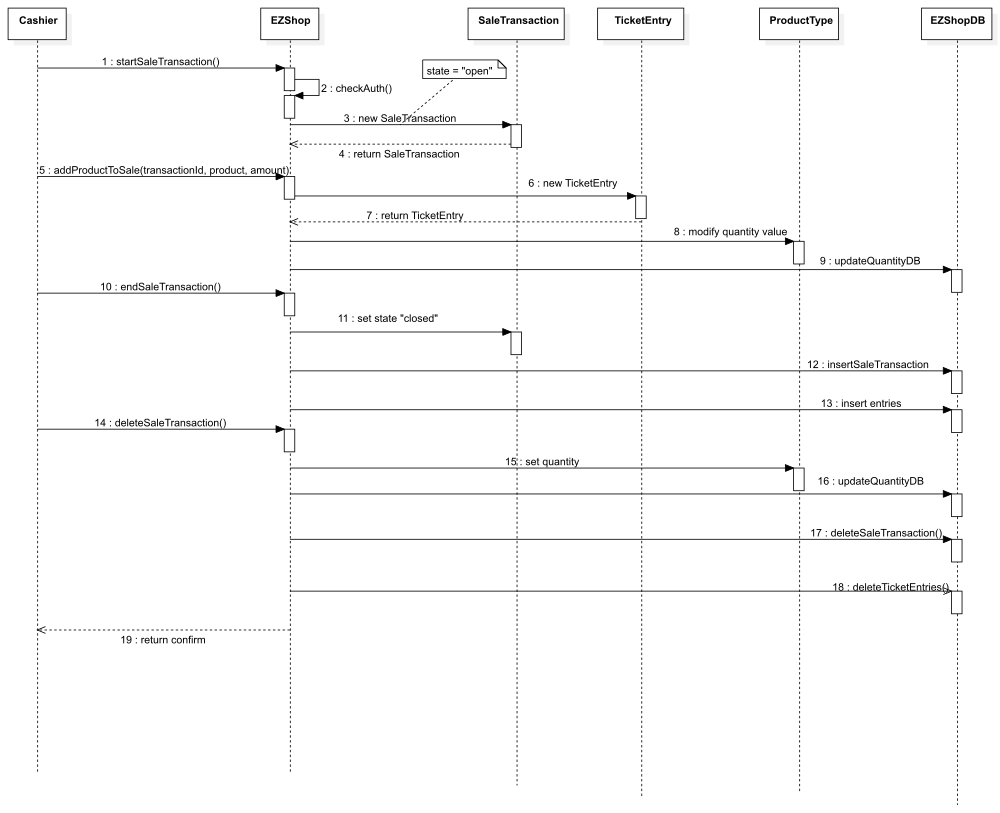 Cashier
EZShop
SaleTransaction
TicketEntry
ProductType
EZShopDB
1 : startSaleTransaction()
state = "open"
2 : checkAuth()
3 : new SaleTransaction
4 : return SaleTransaction
5 : addProductToSale(transactionId, product, amount)
6 : new TicketEntry
7 : return TicketEntry
8 : modify quantity value
9 : updateQuantityDB
10 : endSaleTransaction()
11 : set state "closed"
12 : insertSaleTransaction
13 : insert entries
14 : deleteSaleTransaction()
15 : set quantity
16 : updateQuantityDB
17 : deleteSaleTransaction()
18 : deleteTicketEntries()
19 : return confirm